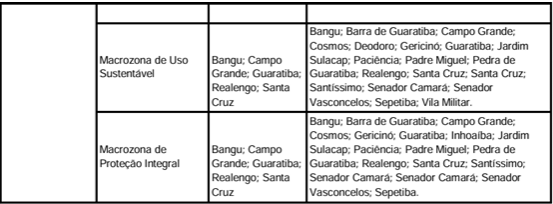 Macrozona de Uso
Sustentável
Bangu; Campo
Grande; Guaratiba;
Realengo; Santa
Cruz
Bangu; Barra de Guaratiba; Campo Grande;
Cosmos; Deodoro; Gericinó; Guaratiba; Jardim
Sulacap; Paciência; Padre Miguel; Pedra de
Guaratiba; Realengo; Santa Cruz; Santa Cruz;
Santíssimo; Senador Camará; Senador
Vasconcelos; Sepetiba; Vila Militar.
Macrozona de
Proteção Integral
Bangu; Campo
Grande; Guaratiba;
Realengo; Santa
Cruz
Bangu; Barra de Guaratiba; Campo Grande;
Cosmos; Gericinó; Guaratiba; Inhoaíba; Jardim
Sulacap; Paciência; Padre Miguel; Pedra de
Guaratiba; Realengo; Santa Cruz; Santíssimo;
Senador Camará; Senador Camará; Senador
Vasconcelos; Sepetiba.